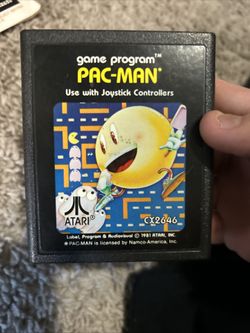 game program™
PAC-MAN*
Use with Joystick Controllers
ATARI®
CX2646
Label, Program & Audiovisual © 1981 ATARI, INC.
* PAC-MAN is licensed by Namco-America, Inc.